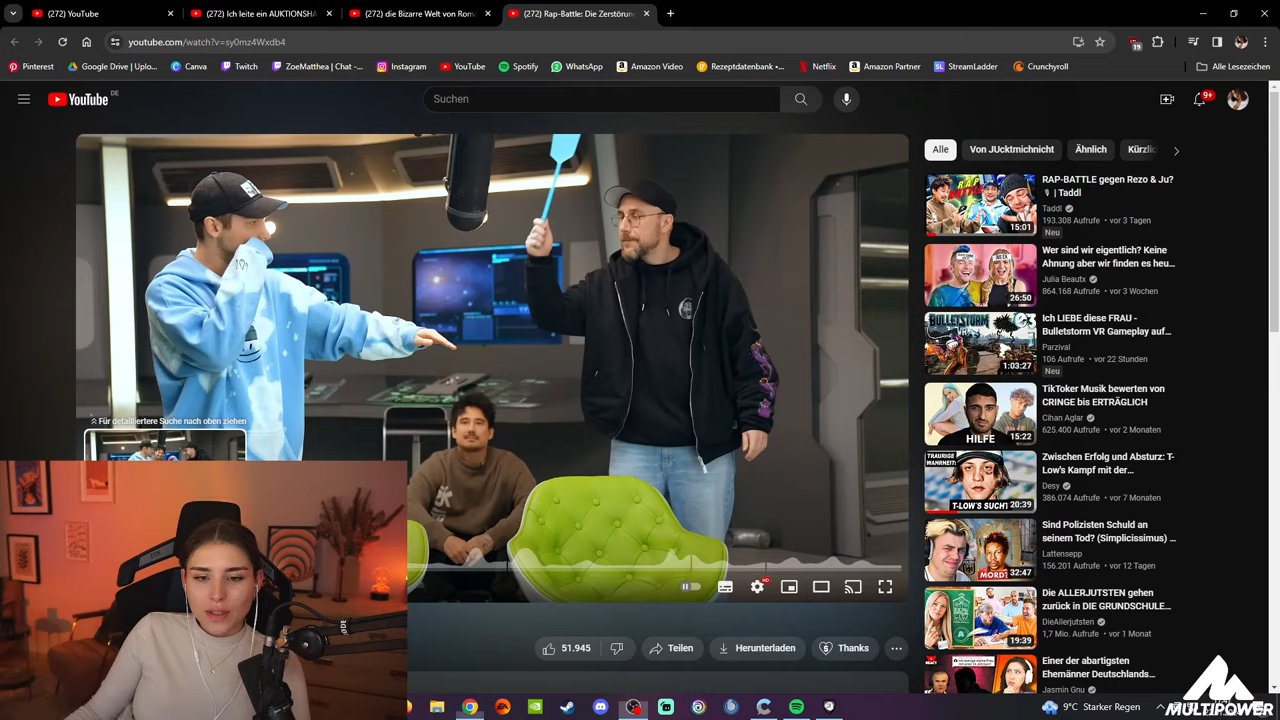 (272) YouTube
(272) Ich leite ein AUKTIONSHA
(272) die Bizarre Welt von Rom
(272) Rap-Battle: Die Zerstörun
youtube.com/watch?v=sy0mz4Wxdb4
19
Pinterest
Google Drive | Uplo...
Canva
Twitch
ZoeMatthea | Chat -...
Instagram
YouTube
Spotify
WhatsApp
Amazon Video
Rezeptdatenbank •...
Netflix
Amazon Partner
StreamLadder
Crunchyroll
Alle Lesezeichen
YouTube DE
Suchen
9+
Alle
Von JUcktmichnicht
Ähnlich
Kürzlic
RAP-BATTLE gegen Rezo & Ju?
| Taddl
Taddl
193.308 Aufrufe • vor 3 Tagen
Neu
15:01
Wer sind wir eigentlich? Keine
Ahnung aber wir finden es heu...
Julia Beautx
864.168 Aufrufe • vor 3 Wochen
26:50
BULLETSTORM
Ich LIEBE diese FRAU -
Bulletstorm VR Gameplay auf...
Parzival
106 Aufrufe • vor 22 Stunden
Neu
1:03:27
TikToker Musik bewerten von
CRINGE bis ERTRÄGLICH
Cihan Aglar
625.400 Aufrufe • vor 2 Monaten
HILFE
15:22
TRAURIGE
WAHRHEIT:
Zwischen Erfolg und Absturz: T-
Low's Kampf mit der...
Desy
386.074 Aufrufe • vor 7 Monaten
T-LOW'S SUCHT
20:39
Sind Polizisten Schuld an
seinem Tod? (Simplicissimus) ...
Lattensepp
156.201 Aufrufe • vor 12 Tagen
MORD?
32:47
Die ALLERJUTSTEN gehen
zurück in DIE GRUNDSCHULE...
DieAllerjutsten
1,7 Mio. Aufrufe • vor 1 Monat
19:39
Einer der abartigsten
Ehemänner Deutschlands...
Jasmin Gnu
Für detailliertere Suche nach oben ziehen
HD
51.345
Teilen
Herunterladen
Thanks
9°C Starker Regen
MULTIPOWER